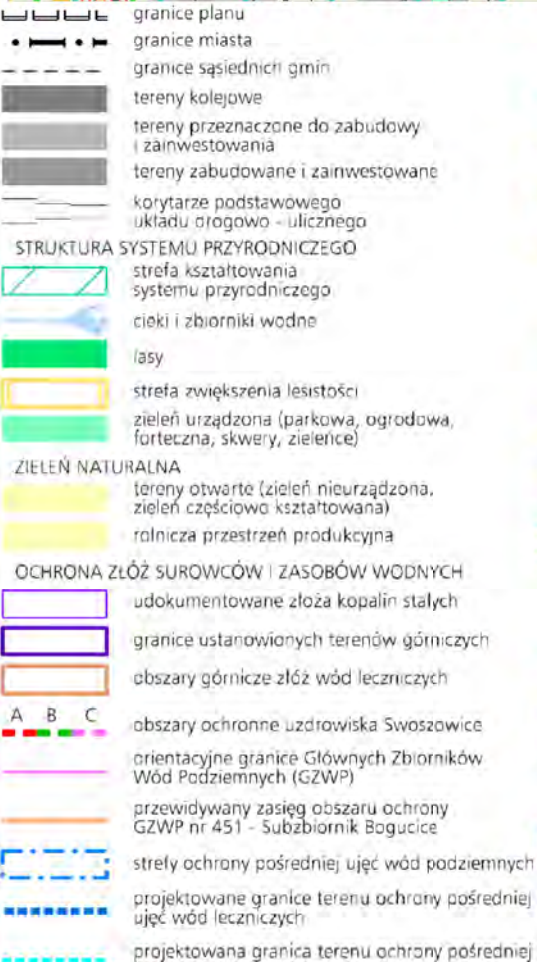 granice planu
granice miasta
granice sąsiednich gmin
tereny kolejowe
tereny przeznaczone do zabudowy
i zainwestowania
tereny zabudowane i zainwestowane
korytarze podstawowego
układu drogowo - ulicznego
STRUKTURA SYSTEMU PRZYRODNICZEGO
strefa kształtowania
systemu przyrodniczego
cieki i zbiorniki wodne
lasy
strefa zwiększenia lesistości
zieleń urządzona (parkowa, ogrodowa,
forteczna, skwery, zieleńce)
ZIELEŃ NATURALNA
tereny otwarte (zieleń nieurządzona,
zieleń częściowo kształtowana)
rolnicza przestrzeń produkcyjna
OCHRONA ZŁÓŻ SUROWCÓW I ZASOBÓW WODNYCH
udokumentowane złoża kopalin stałych
granice ustanowionych terenów górniczych
obszary górnicze złóż wód leczniczych
A B C
obszary ochronne uzdrowiska Swoszowice
orientacyjne granice Głównych Zbiorników
Wód Podziemnych (GZWP)
przewidywany zasięg obszaru ochrony
GZWP nr 451 - Subzbiornik Bogucice
strefy ochrony pośredniej ujęć wód podziemnych
projektowane granice terenu ochrony pośredniej
ujęć wód leczniczych
projektowana granica terenu ochrony pośredniej